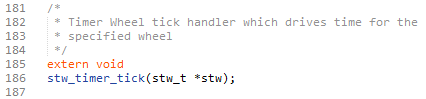 181 /*
182 * Timer Wheel tick handler which drives time for the
183 * specified wheel
184 */
185 extern void
186 stw_timer_tick(stw_t *stw);
187